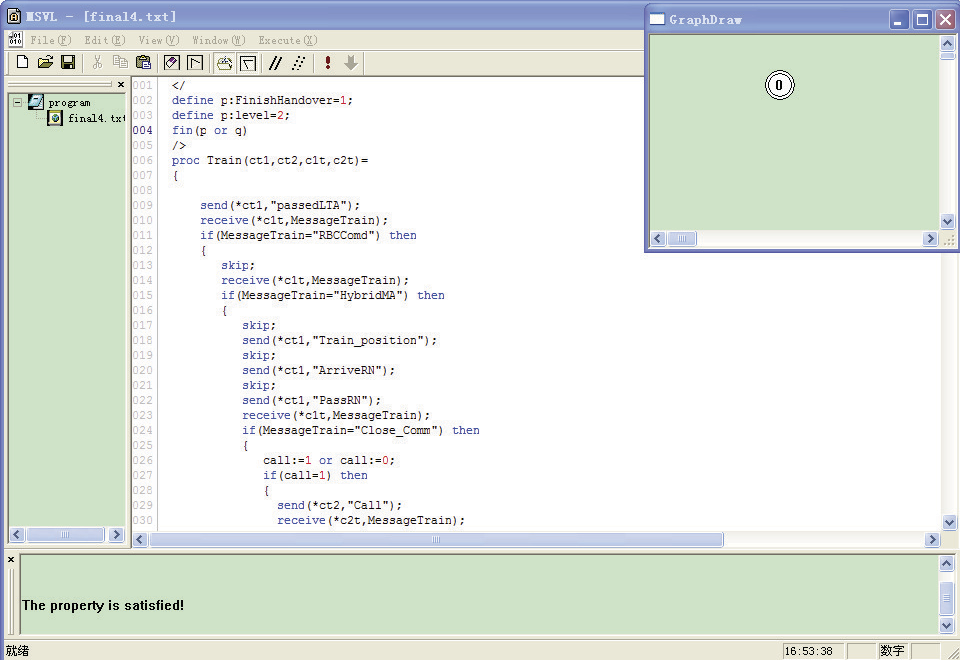 MSVL - [final4.txt]
File(F) Edit(E) View(V) Window(W) Execute(X)
GraphDraw
0
program
final4.txt
001 </
002 define p:FinishHandover=1;
003 define p:level=2;
004 fin(p or q)
005 />
006 proc Train(ct1,ct2,c1t,c2t)=
007 {
008
009 send(*ct1,"passedLTA");
010 receive(*c1t,MessageTrain);
011 if(MessageTrain="RBCComd") then
012 {
013 skip;
014 receive(*c1t,MessageTrain);
015 if(MessageTrain="HybridMA") then
016 {
017 skip;
018 send(*ct1,"Train_position");
019 skip;
020 send(*ct1,"ArriveRN");
021 skip;
022 send(*ct1,"PassRN");
023 receive(*c1t,MessageTrain);
024 if(MessageTrain="Close_Comm") then
025 {
026 call:=1 or call:=0;
027 if(call=1) then
028 {
029 send(*ct2,"Call");
030 receive(*c2t,MessageTrain);
The property is satisfied!
就绪
16:53:38
数字